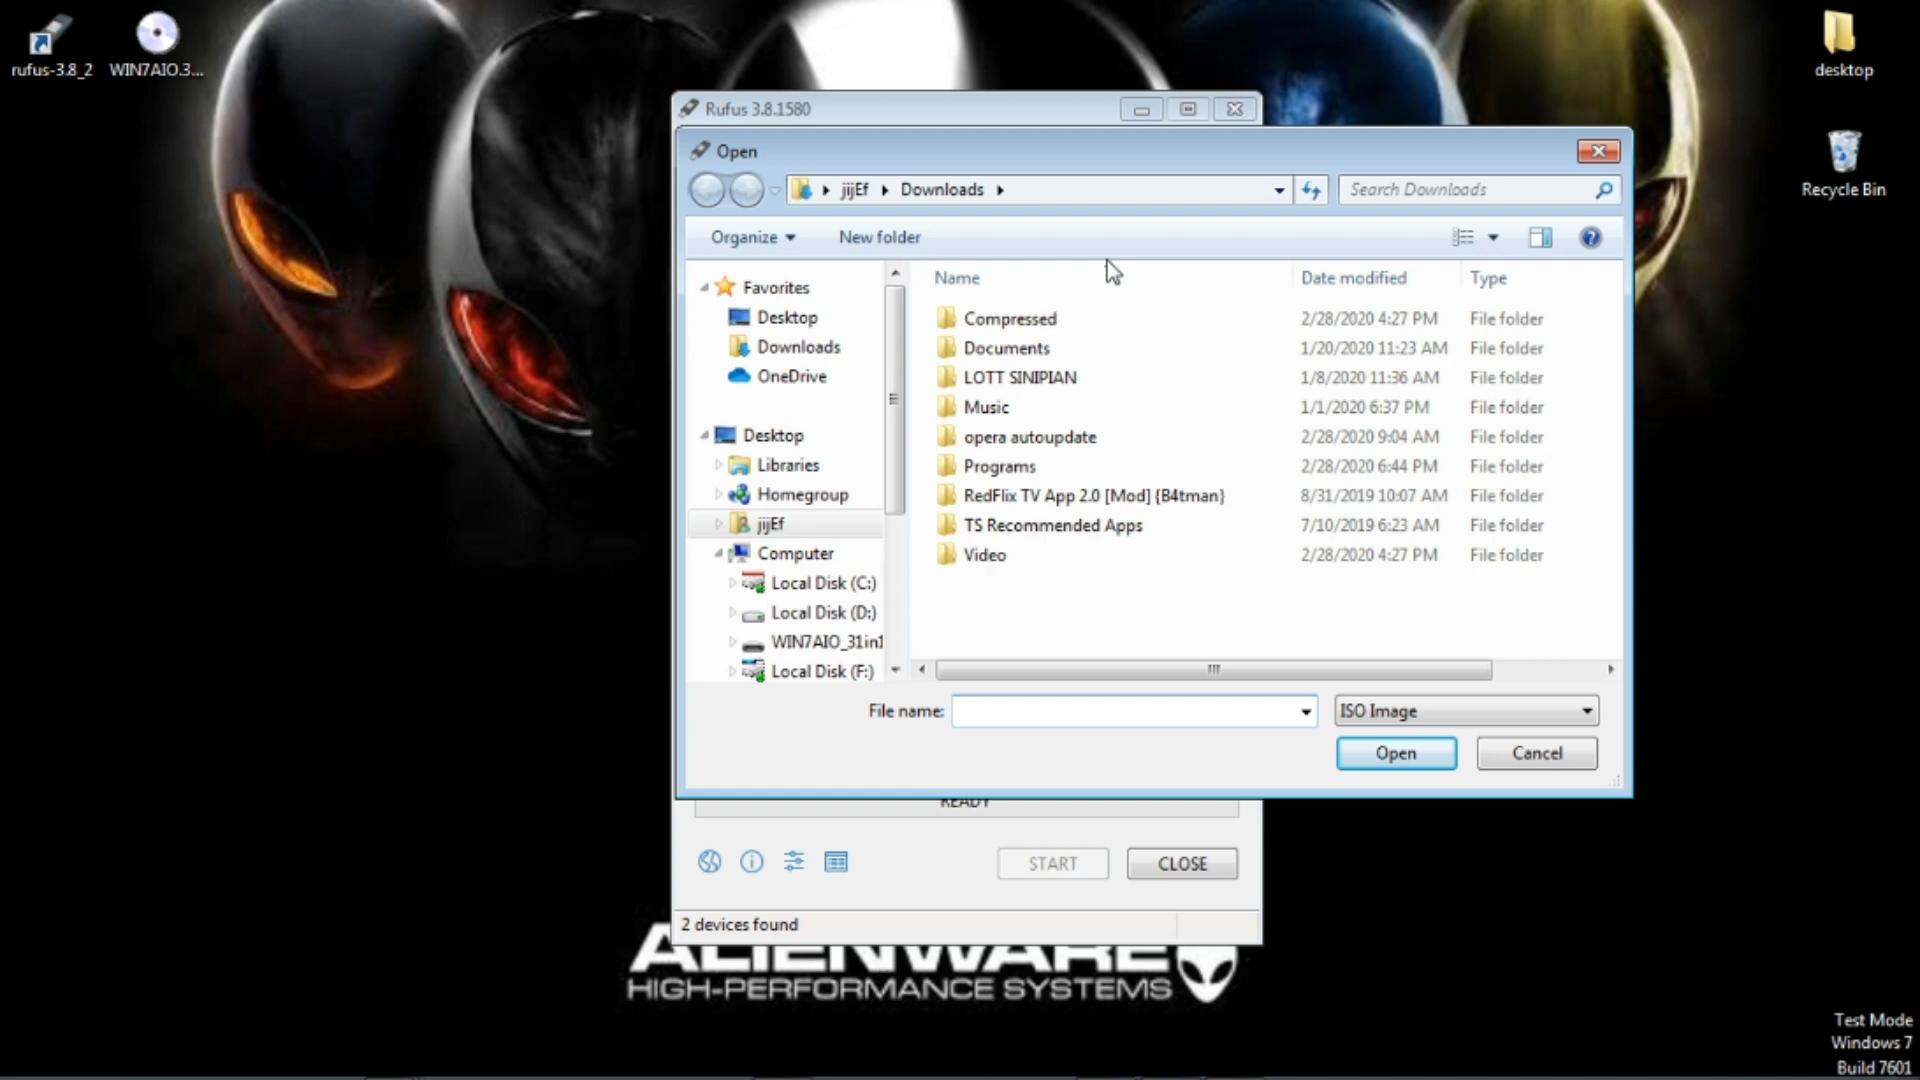 rufus-3.8_2
WIN7AIO.3...
desktop
Recycle Bin
Rufus 3.8.1580
Open
jijEf
Downloads
Search Downloads
Organize
New folder
Name
Date modified
Type
Favorites
Desktop
Downloads
OneDrive
Desktop
Libraries
Homegroup
jijEf
Computer
Local Disk (C:)
Local Disk (D:)
WIN7AIO_31in1
Local Disk (F:)
Compressed 2/28/2020 4:27 PM File folder
Documents 1/20/2020 11:23 AM File folder
LOTT SINIPIAN 1/8/2020 11:36 AM File folder
Music 1/1/2020 6:37 PM File folder
opera autoupdate 2/28/2020 9:04 AM File folder
Programs 2/28/2020 6:44 PM File folder
RedFlix TV App 2.0 [Mod] {B4tman} 8/31/2019 10:07 AM File folder
TS Recommended Apps 7/10/2019 6:23 AM File folder
Video 2/28/2020 4:27 PM File folder
File name:
ISO Image
Open
Cancel
READY
START
CLOSE
2 devices found
ALIENWARE
HIGH-PERFORMANCE SYSTEMS
Test Mode
Windows 7
Build 7601